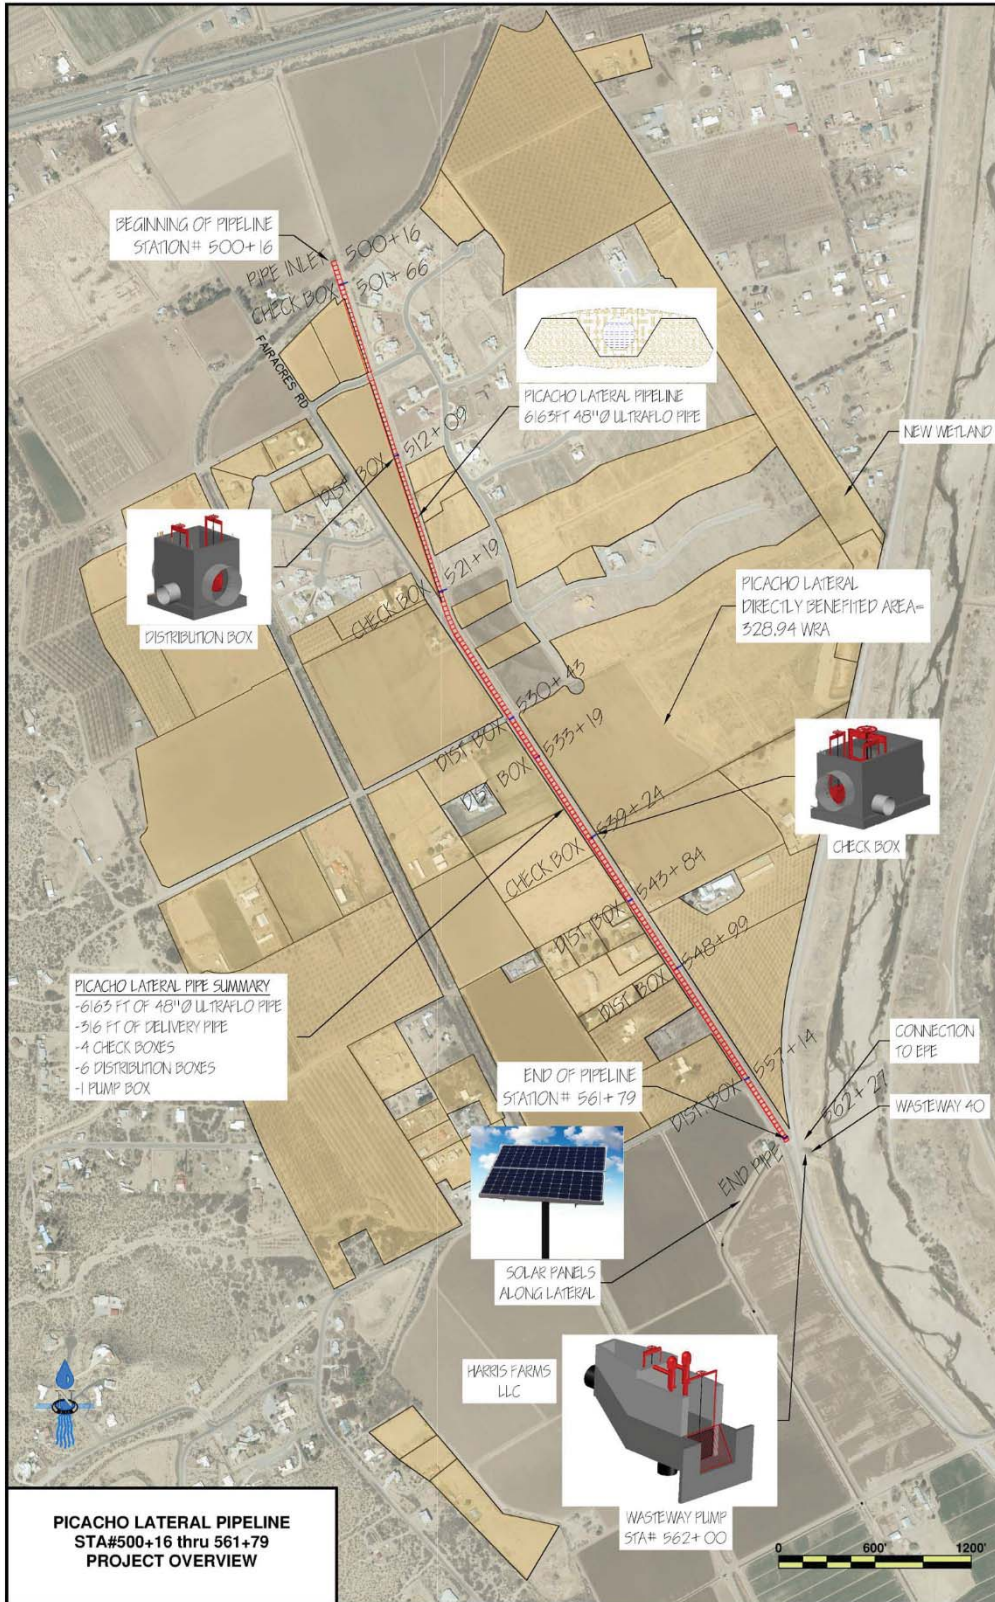 BEGINNING OF PIPELINE
STATION# 500+16
PIPE INLET 500+16
CHECK BOX 501+66
FAIRACRES RD
PICACHO LATERAL PIPELINE
6163FT 48"Ø ULTRAFLO PIPE
NEW WETLAND
DIST. BOX 512+09
DISTRIBUTION BOX
CHECK BOX 521+19
PICACHO LATERAL
DIRECTLY BENEFITED AREA=
328.94 WRA
DIST. BOX 530+43
DIST. BOX 533+19
CHECK BOX 539+24
CHECK BOX
DIST. BOX 543+84
DIST. BOX 548+99
PICACHO LATERAL PIPE SUMMARY
-6163 FT OF 48"Ø ULTRAFLO PIPE
-316 FT OF DELIVERY PIPE
-4 CHECK BOXES
-6 DISTRIBUTION BOXES
-1 PUMP BOX
CONNECTION
TO EPE
END OF PIPELINE
STATION# 561+79
DIST. BOX 557+14
WASTEWAY 40
END PIPE 562+27
SOLAR PANELS
ALONG LATERAL
HARRIS FARMS
LLC
WASTEWAY PUMP
STA# 562+00
PICACHO LATERAL PIPELINE
STA#500+16 thru 561+79
PROJECT OVERVIEW
0 600' 1200'